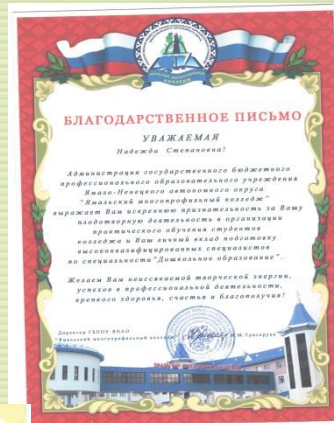 БЛАГОДАРСТВЕННОЕ ПИСЬМО
УВАЖАЕМАЯ
Надежда Степановна!
Администрация государственного бюджетного
профессионального образовательного учреждения
Ямало-Ненецкого автономного округа
"Ямальский многопрофильный колледж"
выражает Вам искреннюю признательность за Вашу
плодотворную деятельность в организации
практического обучения студентов
колледжа и Ваш личный вклад подготовку
высококвалифицированных специалистов
по специальности "Дошкольное образование".
Желаем Вам неиссякаемой творческой энергии,
успехов в профессиональной деятельности,
крепкого здоровья, счастья и благополучия!
Директор ГБПОУ ЯНАО
"Ямальский многопрофильный колледж"